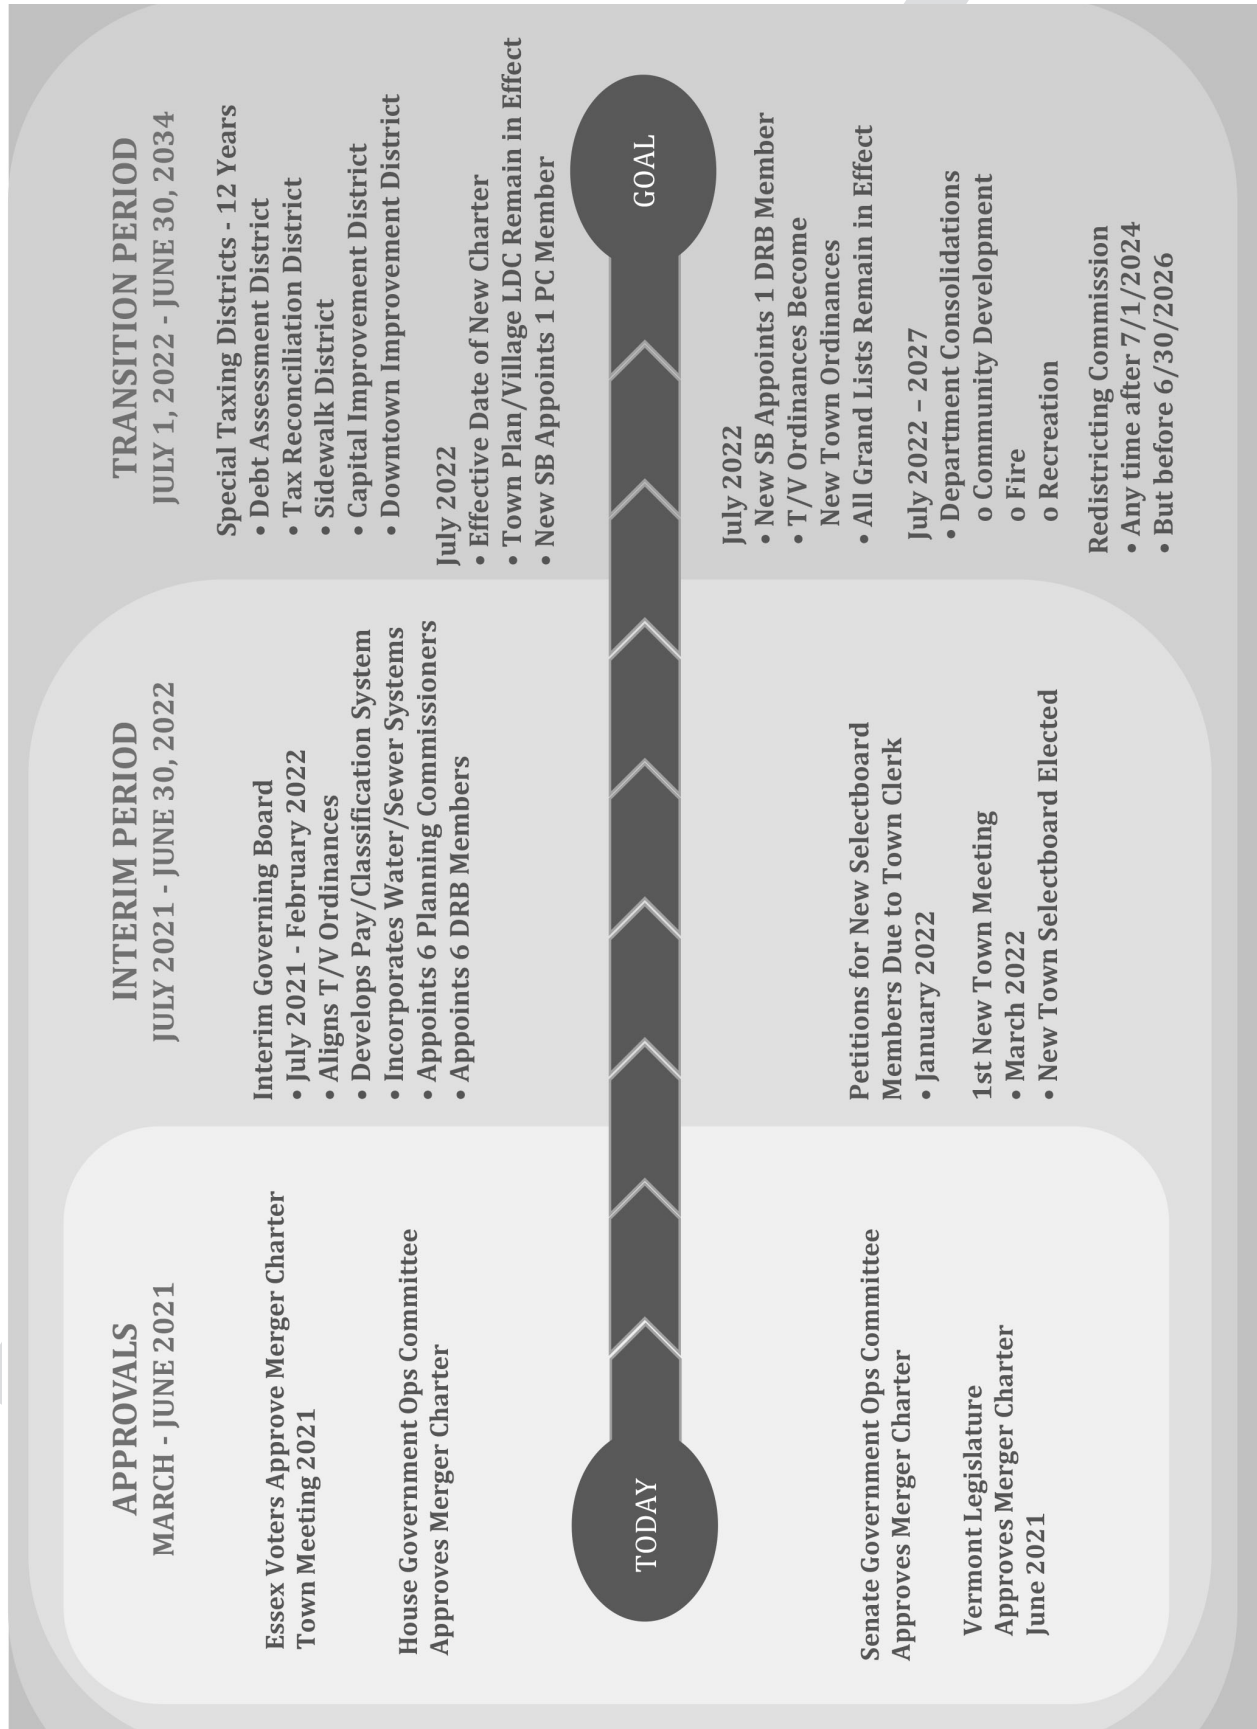 APPROVALS
MARCH - JUNE 2021
Essex Voters Approve Merger Charter
Town Meeting 2021
House Government Ops Committee
Approves Merger Charter
TODAY
Senate Government Ops Committee
Approves Merger Charter
Vermont Legislature
Approves Merger Charter
June 2021
INTERIM PERIOD
JULY 2021 - JUNE 30, 2022
Interim Governing Board
• July 2021 - February 2022
• Aligns T/V Ordinances
• Develops Pay/Classification System
• Incorporates Water/Sewer Systems
• Appoints 6 Planning Commissioners
• Appoints 6 DRB Members
Petitions for New Selectboard
Members Due to Town Clerk
• January 2022
1st New Town Meeting
• March 2022
• New Town Selectboard Elected
TRANSITION PERIOD
JULY 1, 2022 - JUNE 30, 2034
Special Taxing Districts - 12 Years
• Debt Assessment District
• Tax Reconciliation District
• Sidewalk District
• Capital Improvement District
• Downtown Improvement District
July 2022
• Effective Date of New Charter
• Town Plan/Village LDC Remain in Effect
• New SB Appoints 1 PC Member
GOAL
July 2022
• New SB Appoints 1 DRB Member
• T/V Ordinances Become
New Town Ordinances
• All Grand Lists Remain in Effect
July 2022 – 2027
• Department Consolidations
o Community Development
o Fire
o Recreation
Redistricting Commission
• Any time after 7/1/2024
• But before 6/30/2026